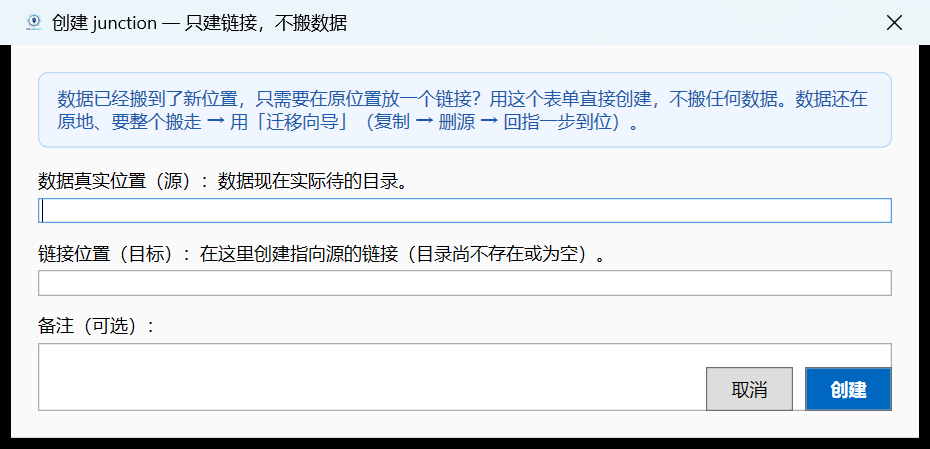 创建 junction — 只建链接，不搬数据
数据已经搬到了新位置，只需要在原位置放一个链接？用这个表单直接创建，不搬任何数据。数据还在
原地、要整个搬走 → 用「迁移向导」（复制 → 删源 → 回指一步到位）。
数据真实位置（源）：数据现在实际待的目录。
链接位置（目标）：在这里创建指向源的链接（目录尚不存在或为空）。
备注（可选）：
取消
创建